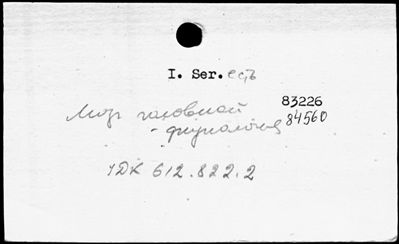 I. Ser. есть
83226
Мозг головной 84560
- физиология
УДК 612.822.2